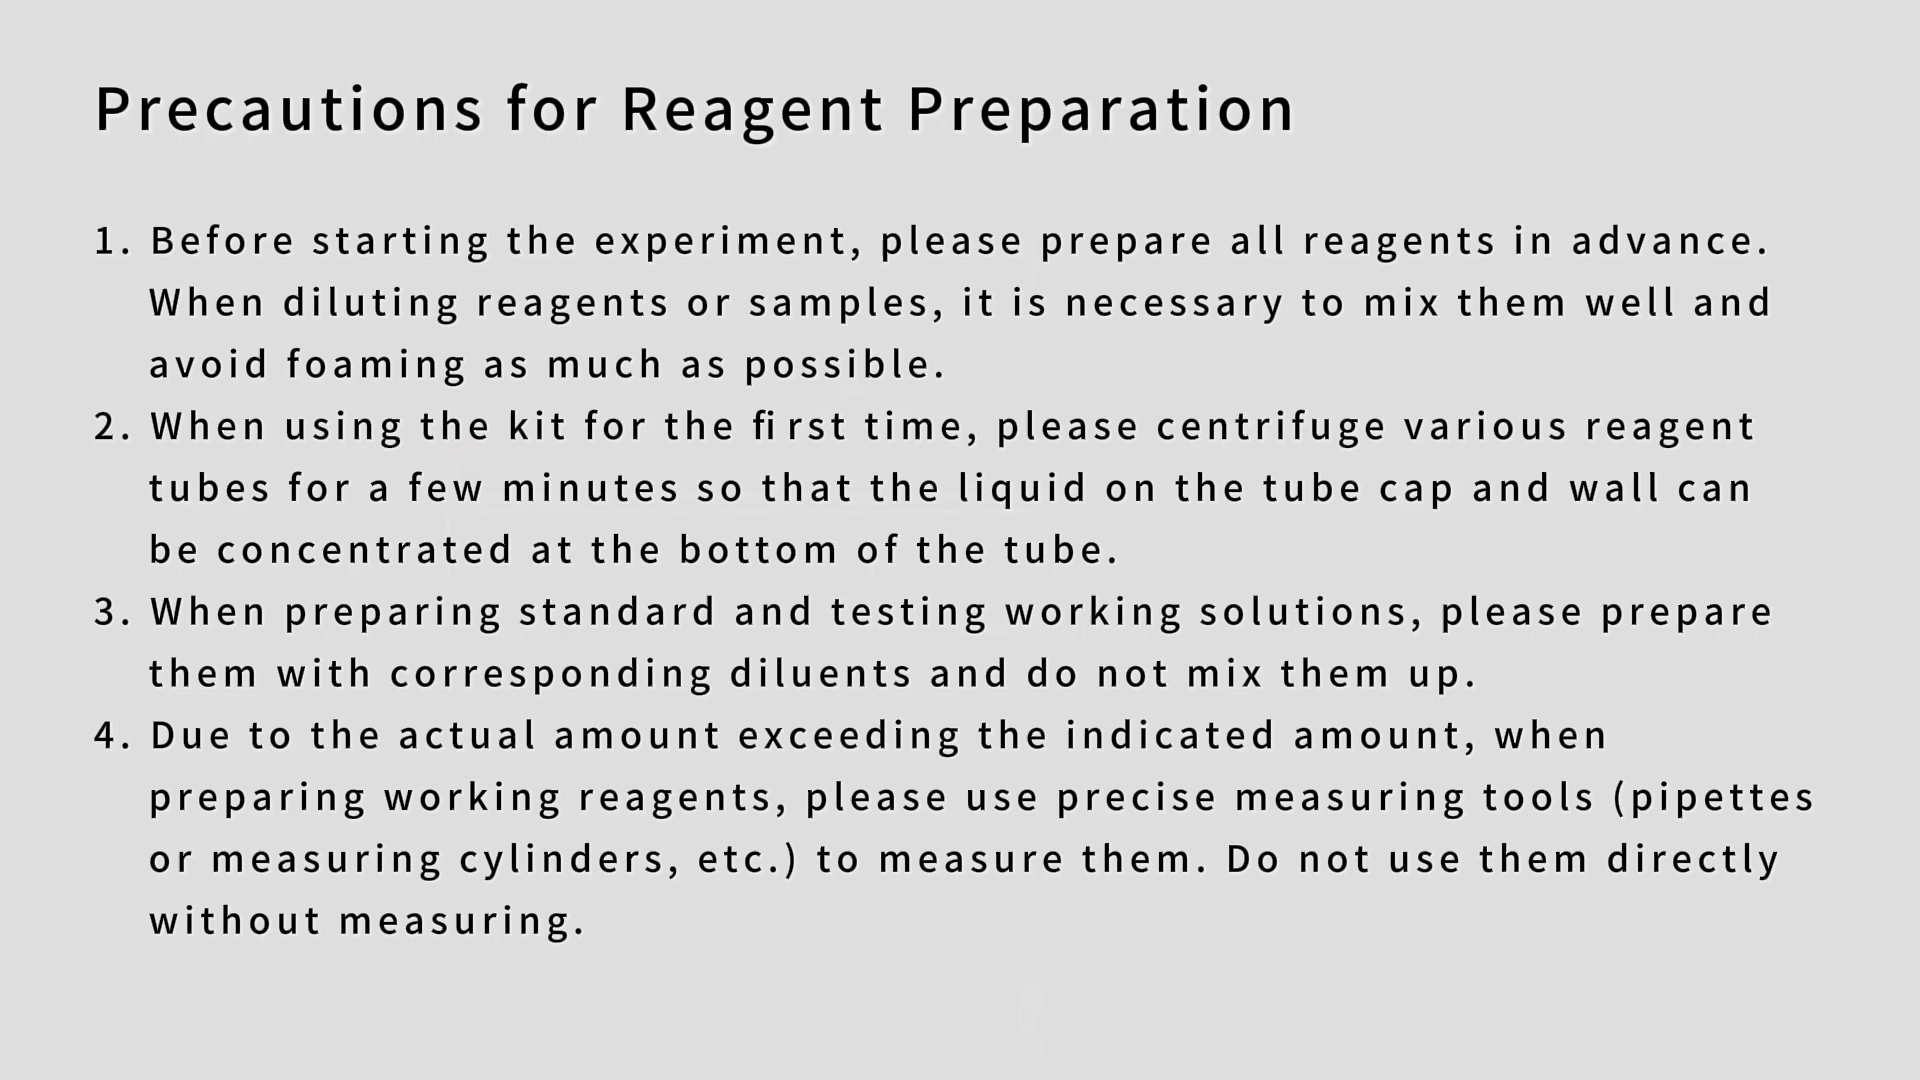 Precautions for Reagent Preparation
1. Before starting the experiment, please prepare all reagents in advance.
When diluting reagents or samples, it is necessary to mix them well and
avoid foaming as much as possible.
2. When using the kit for the first time, please centrifuge various reagent
tubes for a few minutes so that the liquid on the tube cap and wall can
be concentrated at the bottom of the tube.
3. When preparing standard and testing working solutions, please prepare
them with corresponding diluents and do not mix them up.
4. Due to the actual amount exceeding the indicated amount, when
preparing working reagents, please use precise measuring tools (pipettes
or measuring cylinders, etc.) to measure them. Do not use them directly
without measuring.